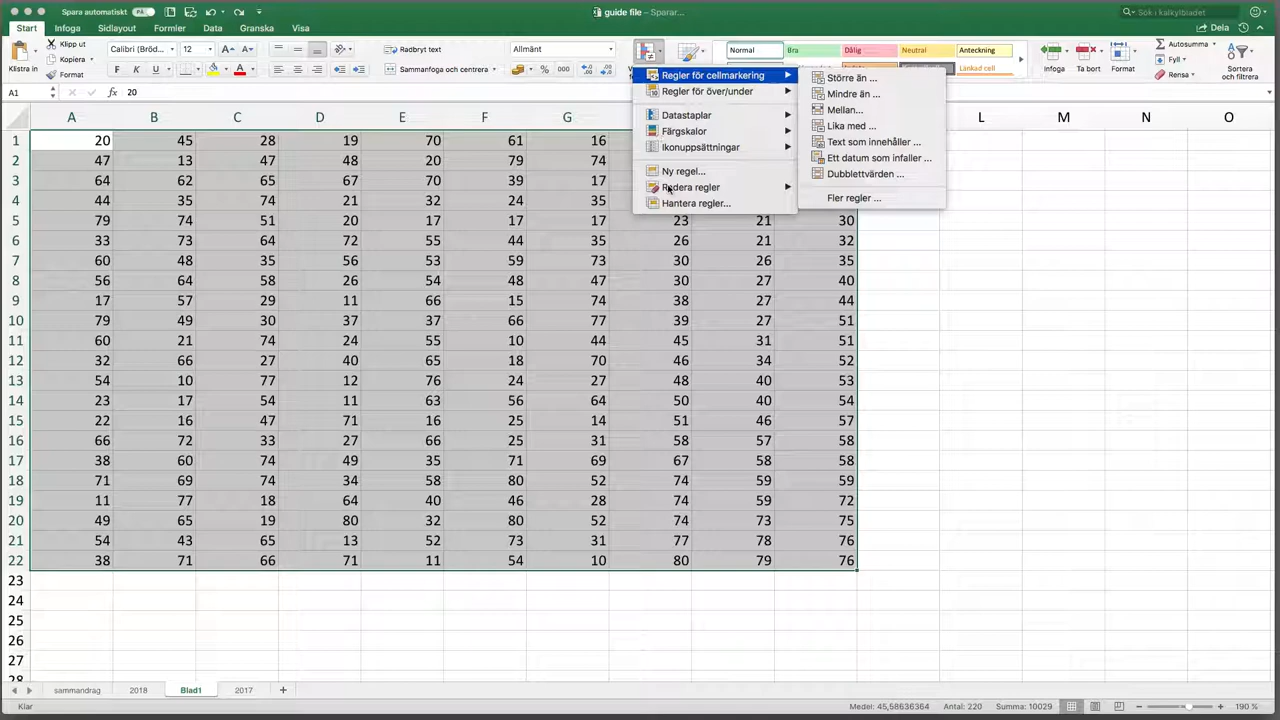 Spara automatiskt PÅ guide file – Sparar... Sök i kalkylbladet
Start Infoga Sidlayout Formler Data Granska Visa Dela
Klistra in Klipp ut Kopiera Format
Calibri (Bröd... 12 A A
Radbryt text
Sammanfoga och centrera
Allmänt
% 000
Normal Bra Dålig Neutral Anteckning
Länkad cell
Infoga Ta bort Format
Autosumma
Fyll
Rensa
Sortera och filtrera
A1 fx 20
Regler för cellmarkering
Regler för över/under
Datastaplar
Färgskalor
Ikonuppsättningar
Ny regel...
Radera regler
Hantera regler...
Större än ...
Mindre än ...
Mellan...
Lika med ...
Text som innehåller ...
Ett datum som infaller ...
Dubblettvärden ...
Fler regler ...
A B C D E F G L M N O
1 20 45 28 19 70 61 16
2 47 13 47 48 20 79 74
3 64 62 65 67 70 39 17
4 44 35 74 21 32 24 35
5 79 74 51 20 17 17 17 23 21 30
6 33 73 64 72 55 44 35 26 21 32
7 60 48 35 56 53 59 73 30 26 35
8 56 64 58 26 54 48 47 30 27 40
9 17 57 29 11 66 15 74 38 27 44
10 79 49 30 37 37 66 77 39 27 51
11 60 21 74 24 55 10 44 45 31 51
12 32 66 27 40 65 18 70 46 34 52
13 54 10 77 12 76 24 27 48 40 53
14 23 17 54 11 63 56 64 50 40 54
15 22 16 47 71 16 25 14 51 46 57
16 66 72 33 27 66 25 31 58 57 58
17 38 60 74 49 35 71 69 67 58 58
18 71 69 74 34 58 80 52 74 59 59
19 11 77 18 64 40 46 28 74 59 72
20 49 65 19 80 32 80 52 74 73 75
21 54 43 65 13 52 73 31 77 78 76
22 38 71 66 71 11 54 10 80 79 76
23
24
25
26
27
28
sammandrag 2018 Blad1 2017 +
Klar Medel: 45,58636364 Antal: 220 Summa: 10029 190 %